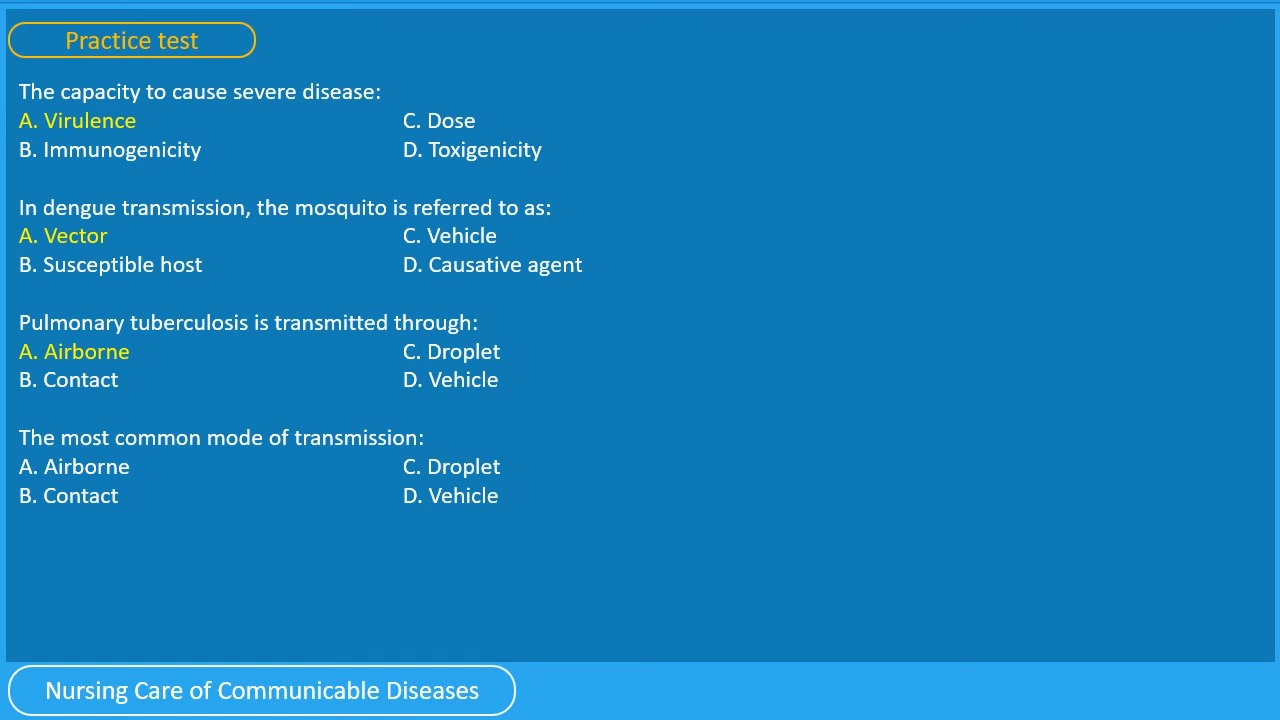 Practice test
The capacity to cause severe disease:
A. Virulence C. Dose
B. Immunogenicity D. Toxigenicity
In dengue transmission, the mosquito is referred to as:
A. Vector C. Vehicle
B. Susceptible host D. Causative agent
Pulmonary tuberculosis is transmitted through:
A. Airborne C. Droplet
B. Contact D. Vehicle
The most common mode of transmission:
A. Airborne C. Droplet
B. Contact D. Vehicle
Nursing Care of Communicable Diseases